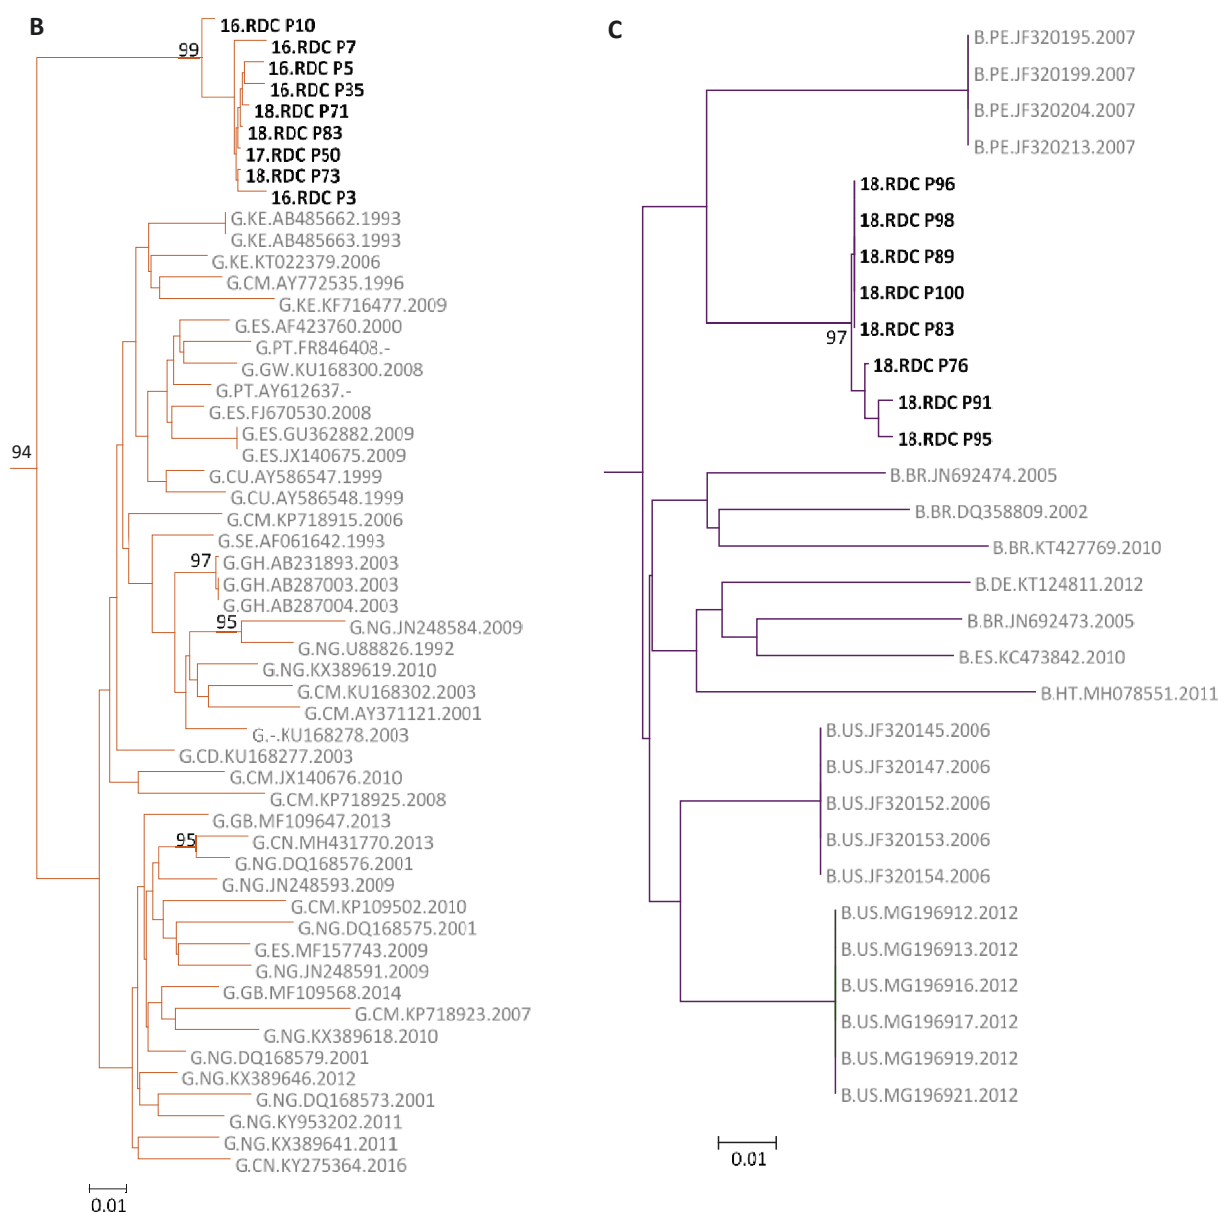 B
99
16.RDC P10
16.RDC P7
16.RDC P5
16.RDC P35
18.RDC P71
18.RDC P83
17.RDC P50
18.RDC P73
16.RDC P3
G.KE.AB485662.1993
G.KE.AB485663.1993
G.KE.KT022379.2006
G.CM.AY772535.1996
G.KE.KF716477.2009
G.ES.AF423760.2000
G.PT.FR846408.-
G.GW.KU168300.2008
G.PT.AY612637.-
G.ES.FJ670530.2008
G.ES.GU362882.2009
G.ES.JX140675.2009
94
G.CU.AY586547.1999
G.CU.AY586548.1999
G.CM.KP718915.2006
G.SE.AF061642.1993
97
G.GH.AB231893.2003
G.GH.AB287003.2003
G.GH.AB287004.2003
95
G.NG.JN248584.2009
G.NG.U88826.1992
G.NG.KX389619.2010
G.CM.KU168302.2003
G.CM.AY371121.2001
G.-.KU168278.2003
G.CD.KU168277.2003
G.CM.JX140676.2010
G.CM.KP718925.2008
G.GB.MF109647.2013
95
G.CN.MH431770.2013
G.NG.DQ168576.2001
G.NG.JN248593.2009
G.CM.KP109502.2010
G.NG.DQ168575.2001
G.ES.MF157743.2009
G.NG.JN248591.2009
G.GB.MF109568.2014
G.CM.KP718923.2007
G.NG.KX389618.2010
G.NG.DQ168579.2001
G.NG.KX389646.2012
G.NG.DQ168573.2001
G.NG.KY953202.2011
G.NG.KX389641.2011
G.CN.KY275364.2016
0.01
C
B.PE.JF320195.2007
B.PE.JF320199.2007
B.PE.JF320204.2007
B.PE.JF320213.2007
18.RDC P96
18.RDC P98
18.RDC P89
18.RDC P100
18.RDC P83
97
18.RDC P76
18.RDC P91
18.RDC P95
B.BR.JN692474.2005
B.BR.DQ358809.2002
B.BR.KT427769.2010
B.DE.KT124811.2012
B.BR.JN692473.2005
B.ES.KC473842.2010
B.HT.MH078551.2011
B.US.JF320145.2006
B.US.JF320147.2006
B.US.JF320152.2006
B.US.JF320153.2006
B.US.JF320154.2006
B.US.MG196912.2012
B.US.MG196913.2012
B.US.MG196916.2012
B.US.MG196917.2012
B.US.MG196919.2012
B.US.MG196921.2012
0.01